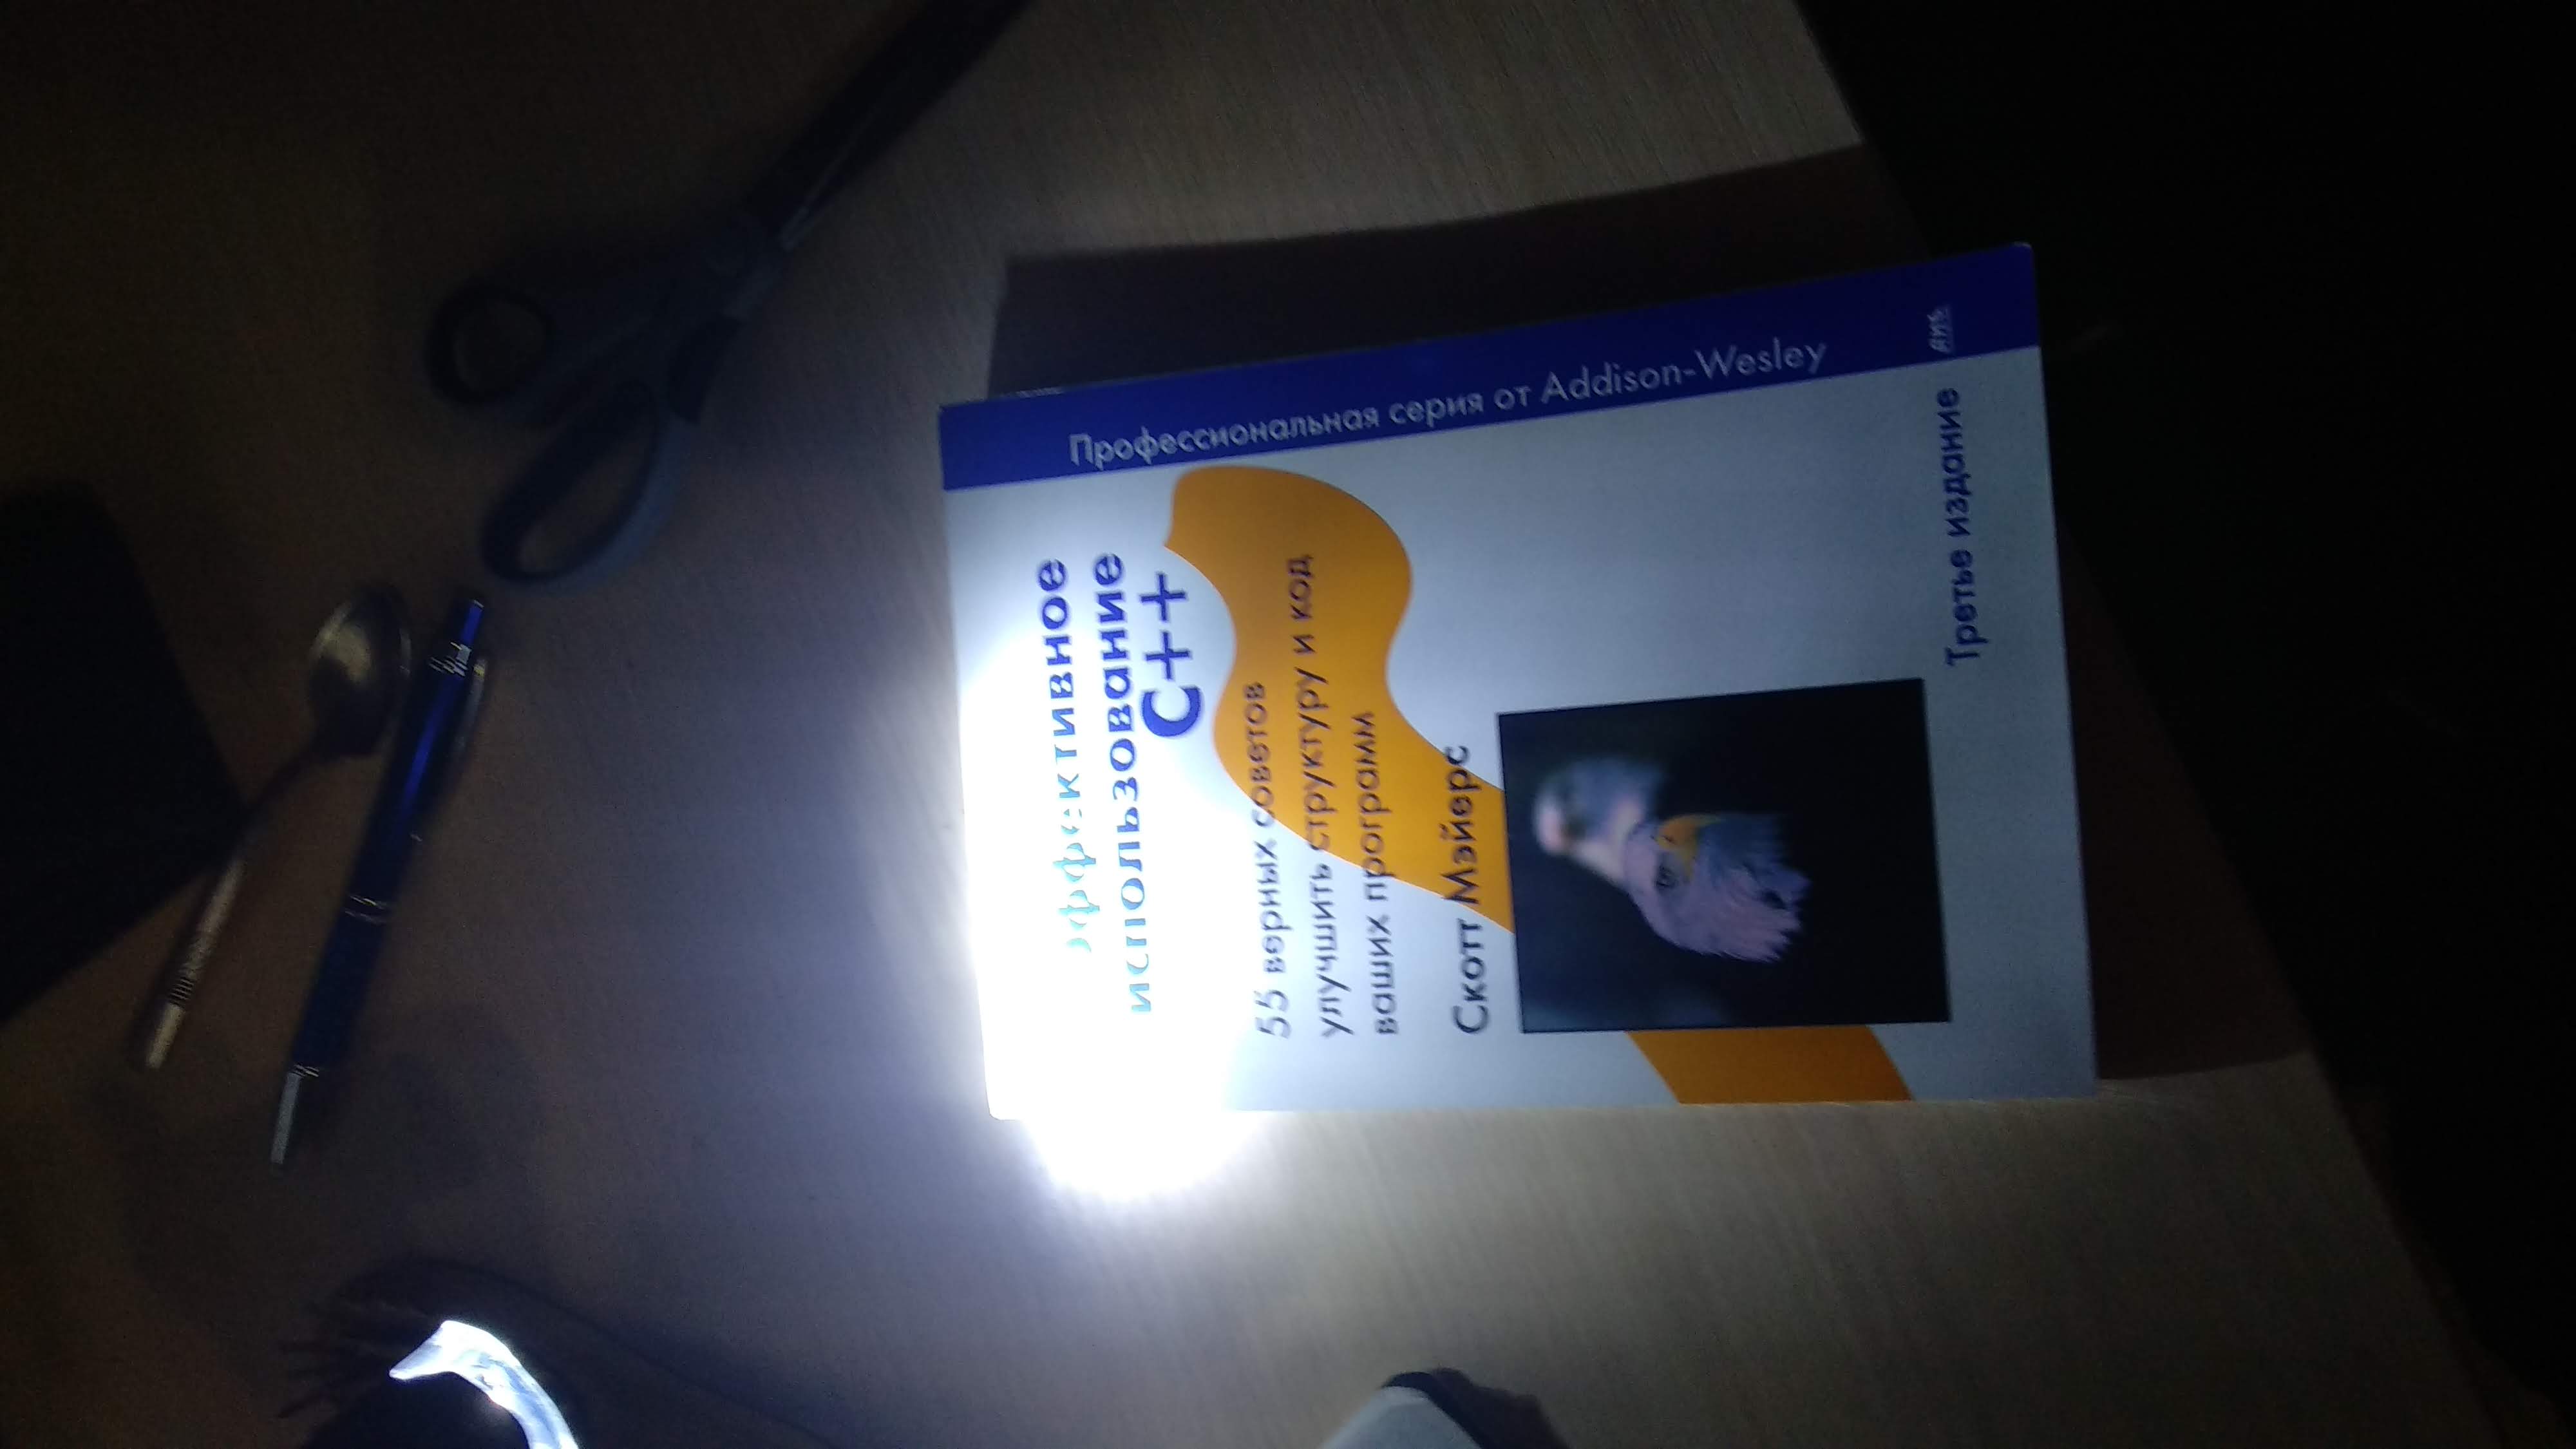 Профессиональная серия от Addison-Wesley
эффективное
использование
C++
55 верных советов
улучшить структуру и код
ваших программ
Скотт Мэйерс
Третье издание